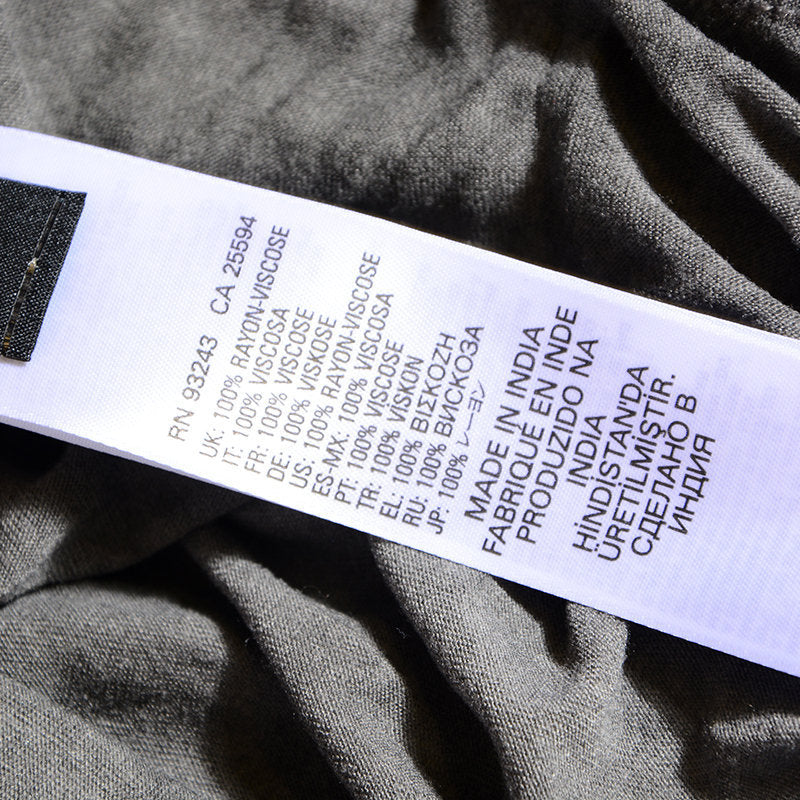 RN 93243 CA 25594
UK: 100% RAYON-VISCOSE
IT: 100% VISCOSA
FR: 100% VISCOSE
DE: 100% VISKOSE
US: 100% RAYON-VISCOSE
ES-MX: 100% VISCOSA
PT: 100% VISCOSE
TR: 100% VISKON
EL: 100% ΒΙΣΚΟΖΗ
RU: 100% ВИСКОЗА
JP: 100% レーヨン
MADE IN INDIA
FABRIQUÉ EN INDE
PRODUZIDO NA
INDIA
HİNDİSTAN'DA
ÜRETİLMİŞTİR.
СДЕЛАНО В
ИНДИЯ